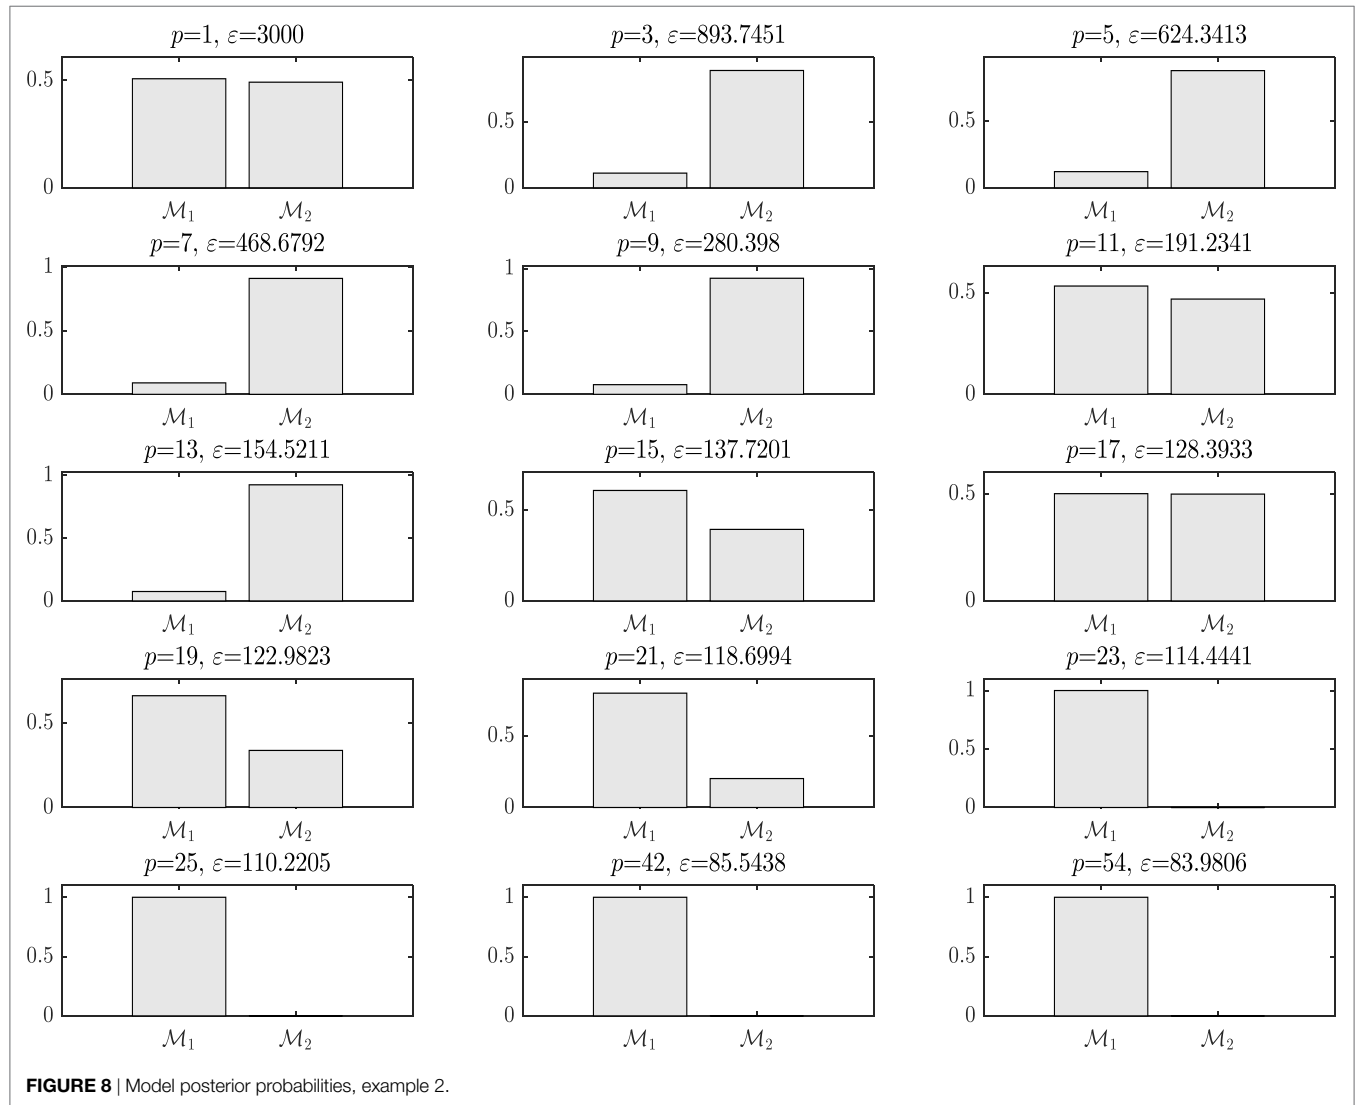 p=1, ε=3000
0.5
0
M1 M2
p=3, ε=893.7451
0.5
0
M1 M2
p=5, ε=624.3413
0.5
0
M1 M2
p=7, ε=468.6792
1
0.5
0
M1 M2
p=9, ε=280.398
1
0.5
0
M1 M2
p=11, ε=191.2341
0.5
0
M1 M2
p=13, ε=154.5211
1
0.5
0
M1 M2
p=15, ε=137.7201
0.5
0
M1 M2
p=17, ε=128.3933
0.5
0
M1 M2
p=19, ε=122.9823
0.5
0
M1 M2
p=21, ε=118.6994
0.5
0
M1 M2
p=23, ε=114.4441
1
0.5
0
M1 M2
p=25, ε=110.2205
1
0.5
0
M1 M2
p=42, ε=85.5438
1
0.5
0
M1 M2
p=54, ε=83.9806
1
0.5
0
M1 M2
FIGURE 8 | Model posterior probabilities, example 2.